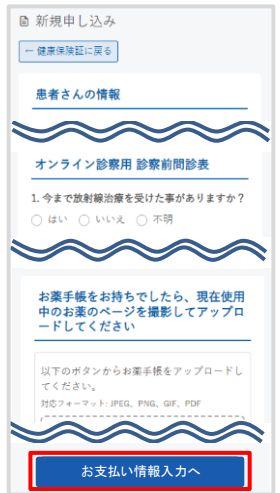 新規申し込み
← 健康保険証に戻る
患者さんの情報
オンライン診察用 診察前問診表
1. 今まで放射線治療を受けた事がありますか？
はい いいえ 不明
お薬手帳をお持ちでしたら、現在使用
中のお薬のページを撮影してアップロ
ードしてください
以下のボタンからお薬手帳をアップロードし
てください。
対応フォーマット: JPEG、PNG、GIF、PDF
お支払い情報入力へ